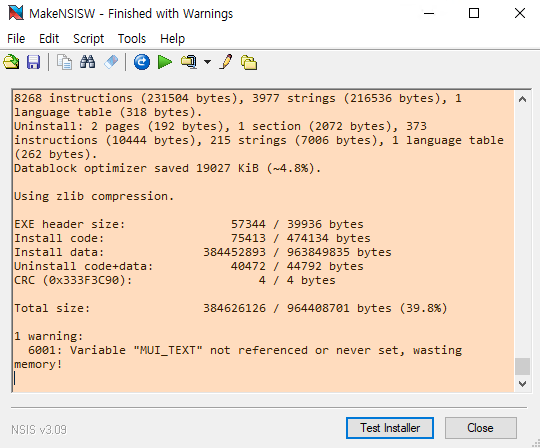 MakeNSISW - Finished with Warnings
File Edit Script Tools Help
8268 instructions (231504 bytes), 3977 strings (216536 bytes), 1
language table (318 bytes).
Uninstall: 2 pages (192 bytes), 1 section (2072 bytes), 373
instructions (10444 bytes), 215 strings (7006 bytes), 1 language table
(262 bytes).
Datablock optimizer saved 19027 KiB (~4.8%).
Using zlib compression.
EXE header size: 57344 / 39936 bytes
Install code: 75413 / 474134 bytes
Install data: 384452893 / 963849835 bytes
Uninstall code+data: 40472 / 44792 bytes
CRC (0x333F3C90): 4 / 4 bytes
Total size: 384626126 / 964408701 bytes (39.8%)
1 warning:
6001: Variable "MUI_TEXT" not referenced or never set, wasting
memory!
NSIS v3.09
Test Installer
Close